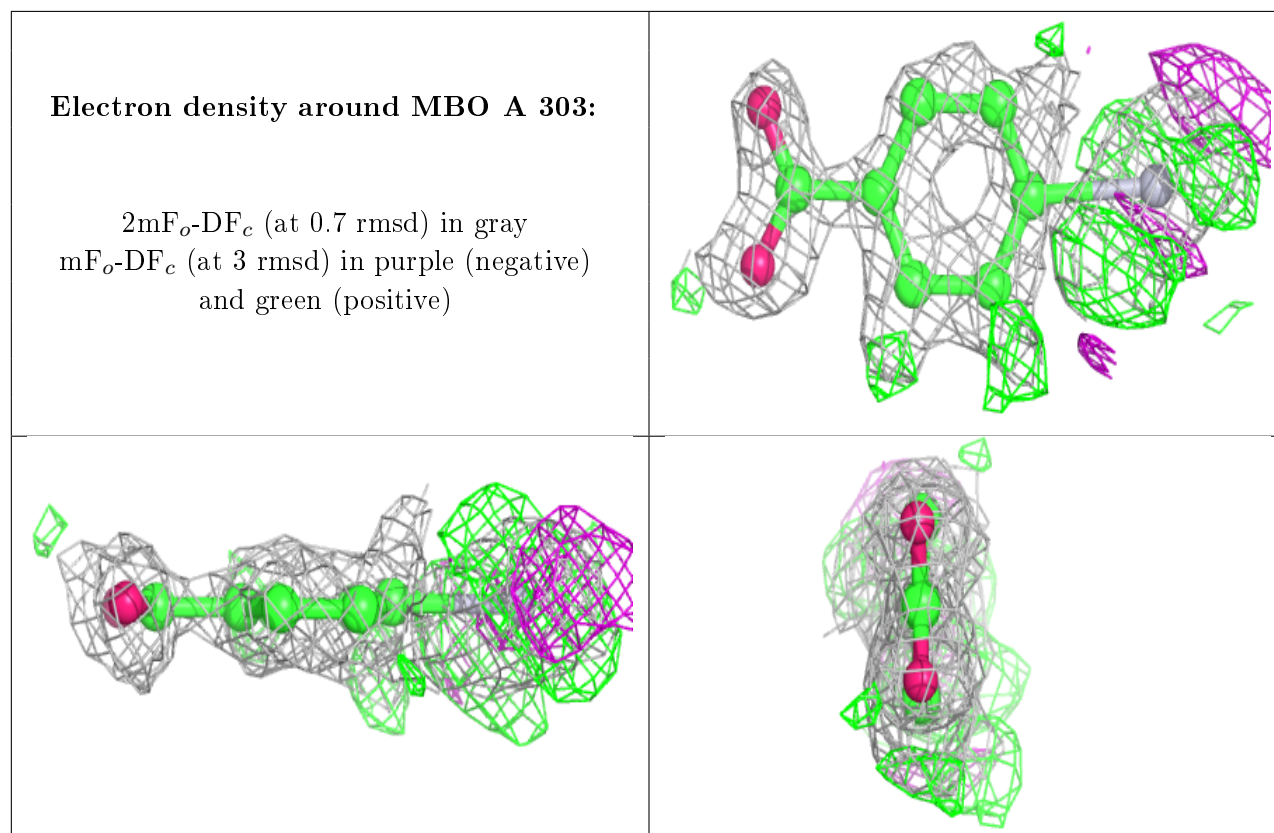 Electron density around MBO A 303:
2mFo-DFc (at 0.7 rmsd) in gray
mFo-DFc (at 3 rmsd) in purple (negative)
and green (positive)